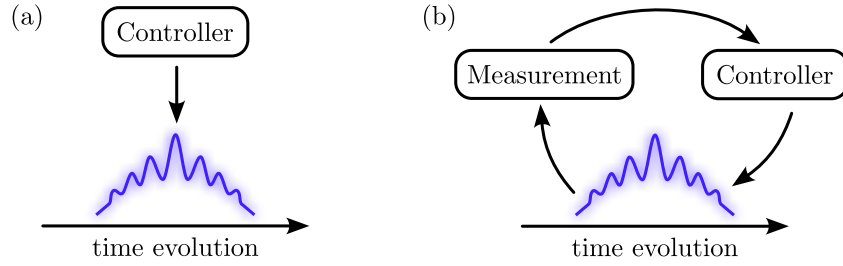 (a)
Controller
time evolution
(b)
Measurement
Controller
time evolution